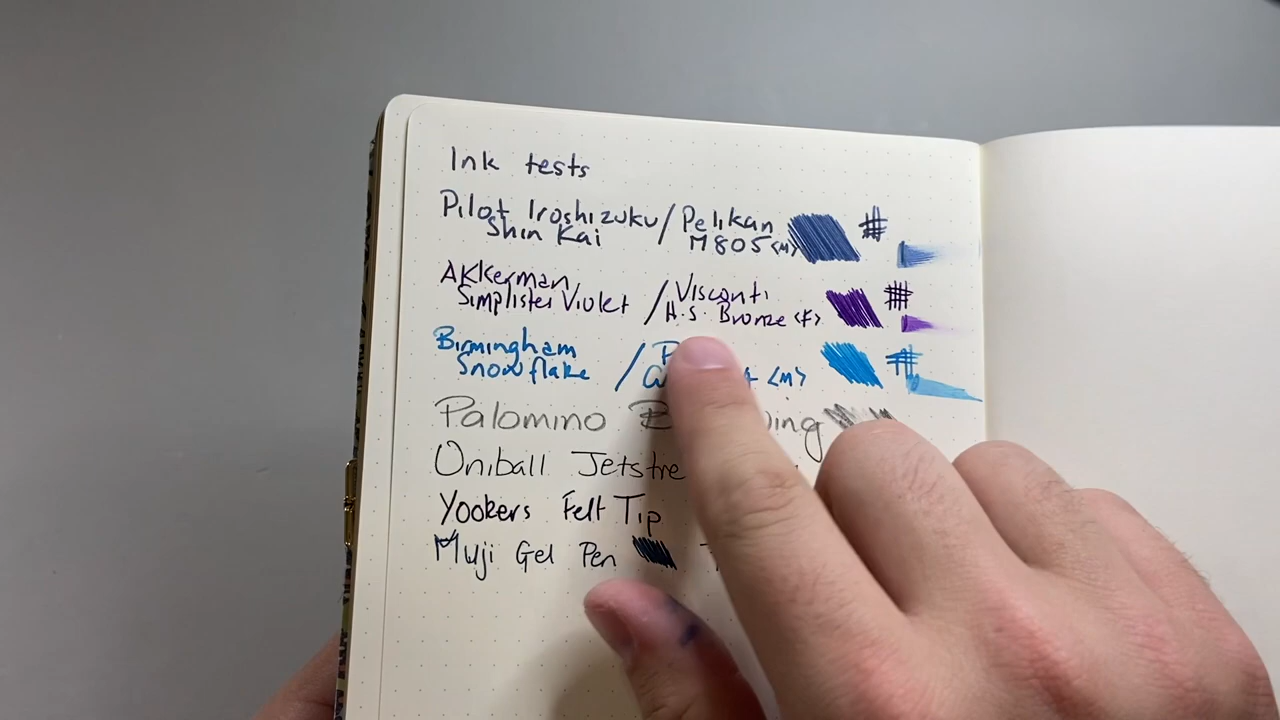 Ink tests
Pilot Iroshizuku / Pelikan
Shin Kai M805 <M>
Akkerman / Visconti
Simplister Violet H.S. Bronze <F>
Birmingham /
Snowflake <M>
Palomino
Oniball
Yookers Felt Tip
Muji Gel Pen